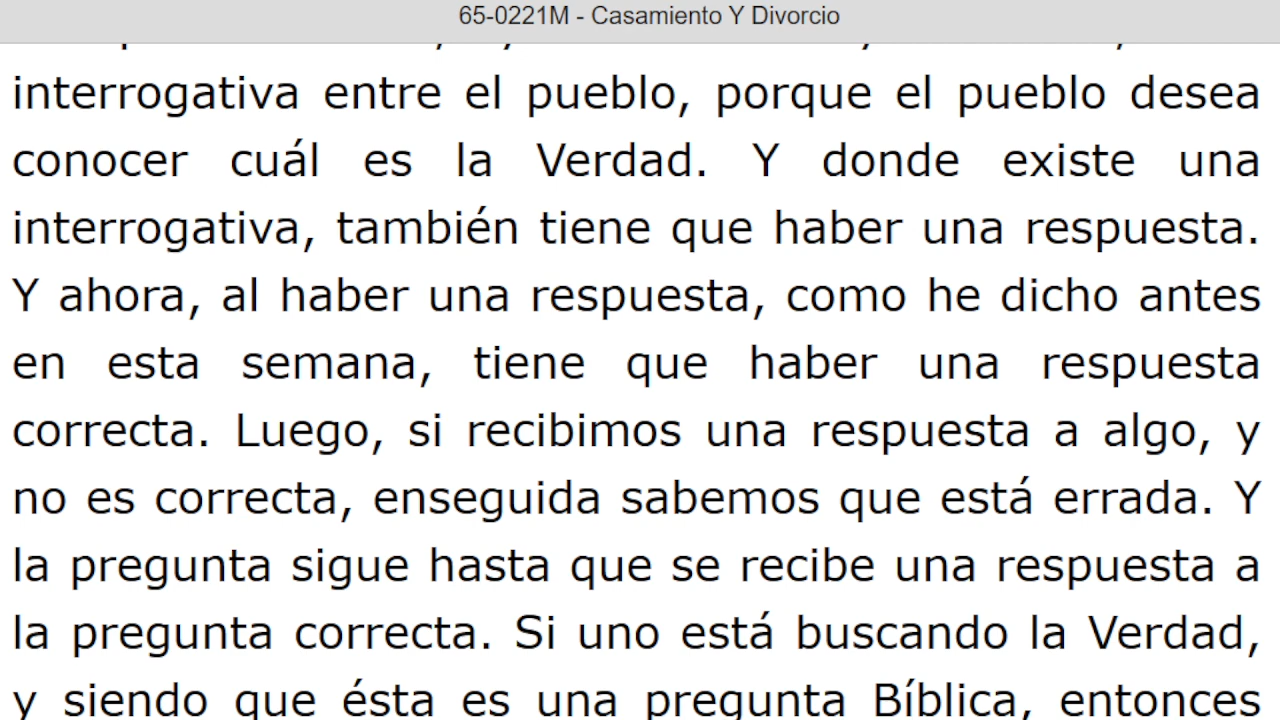 65-0221M - Casamiento Y Divorcio
interrogativa entre el pueblo, porque el pueblo desea
conocer cuál es la Verdad. Y donde existe una
interrogativa, también tiene que haber una respuesta.
Y ahora, al haber una respuesta, como he dicho antes
en esta semana, tiene que haber una respuesta
correcta. Luego, si recibimos una respuesta a algo, y
no es correcta, enseguida sabemos que está errada. Y
la pregunta sigue hasta que se recibe una respuesta a
la pregunta correcta. Si uno está buscando la Verdad,
y siendo que ésta es una pregunta Bíblica, entonces